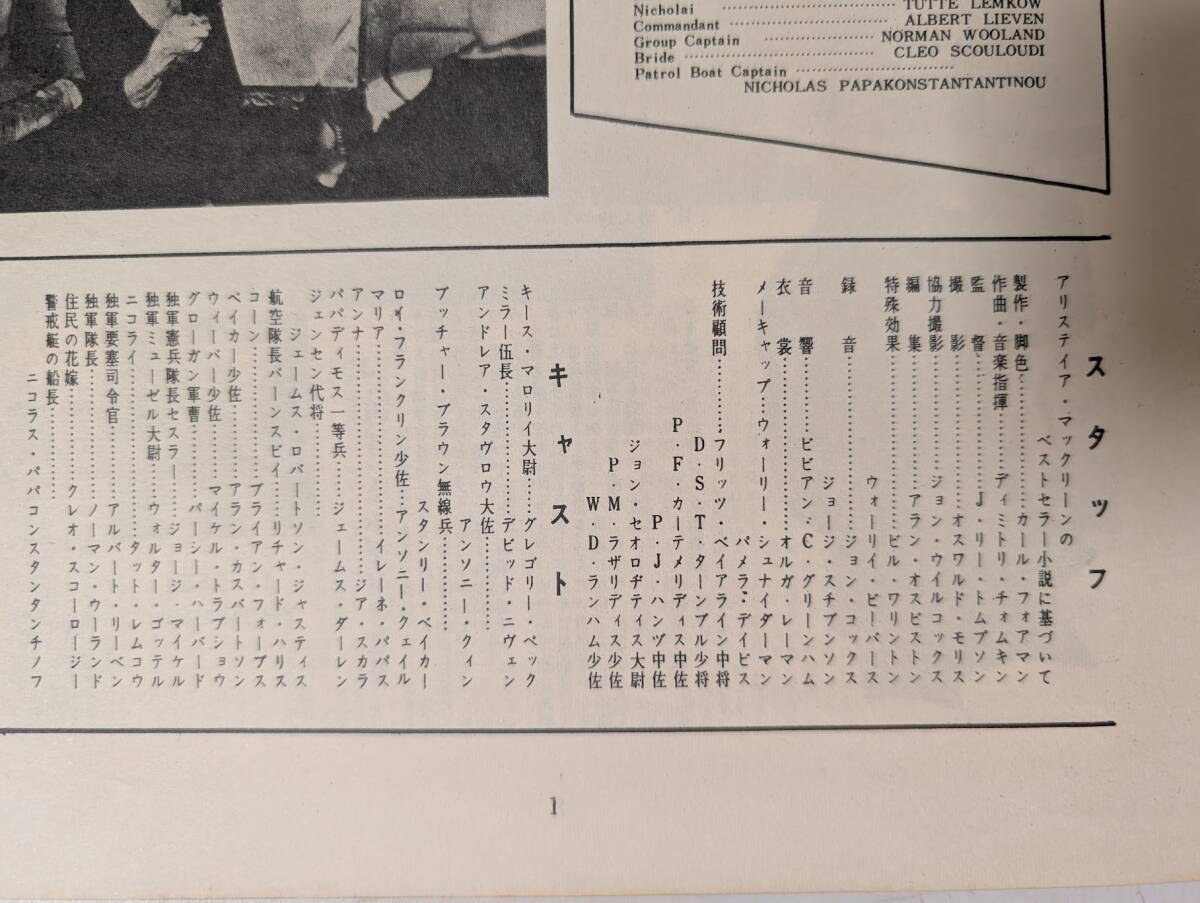 Nicholai ………………………… TUTTE LEMKOW
Commandant ………………………… ALBERT LIEVEN
Group Captain ………………… NORMAN WOOLAND
Bride ………………………… CLEO SCOULOUDI
Patrol Boat Captain …………………………
NICHOLAS PAPAKONSTANTANTINOU
スタッフ
アリステイア・マックリーンの
ベストセラー小説に基づいて
製作・脚色………………カール・フォアマン
作曲・音楽指揮………ディミトリ・チォムキン
監督………………J・リー・トムプソン
撮影………………オスワルド・モリス
協力撮影………………ジョン・ウイルコックス
編集………………アラン・オスビストン
特殊効果………………ビル・ワリントン
ウォーリイ・ビーバース
録音………………ジョン・コックス
ジョージ・スチブンソン
音響………ビビアン・C・グリーンハム
衣裳………………オルガ・レーマン
メーキャップ…ウォーリー・シュナイダーマン
パメラ・デイビス
技術顧問………フリッツ・ベイアライン中将
D・S・T・ターンブル少将
P・F・カーテメリディス中佐
P・J・ハンヅ中佐
ジョン・セオロヂティス大尉
P・M・ラザリディス少佐
W・D・ランハム少佐
キャスト
キース・マロリイ大尉………グレゴリー・ペック
ミラー伍長………………デビッド・ニヴェン
アンドレア・スタヴロウ大佐………
アンソニー・クィン
ブッチャー・ブラウン無線兵………
スタンリー・ベイカー
ロイ・フランクリン少佐…アンソニー・クェイル
マリア………………イレーネ・パパス
アンナ………………ジア・スカラ
パパディモス一等兵………ジェームス・ダーレン
ジェンセン代将………
ジェームス・ロバートソン・ジャスティス
航空隊長バーンスビイ………リチャード・ハリス
コーン………………ブライアン・フォーブス
ベイカー少佐………アラン・カスバートソン
ウィーバー少佐………マイケル・トラブショウ
グローガン軍曹………パーシー・ハーバード
独軍憲兵隊長セスラー………ジョージ・マイケル
独軍ミューゼル大尉………ウォルター・ゴッテル
ニコライ………………タット・レムコウ
独軍要塞司令官………アルバート・リーベン
独軍隊長………………ノーマン・ウーランド
住民の花嫁………………クレオ・スコーロージー
警戒艇の船長………
ニコラス・パパコンスタンタンチノフ
1